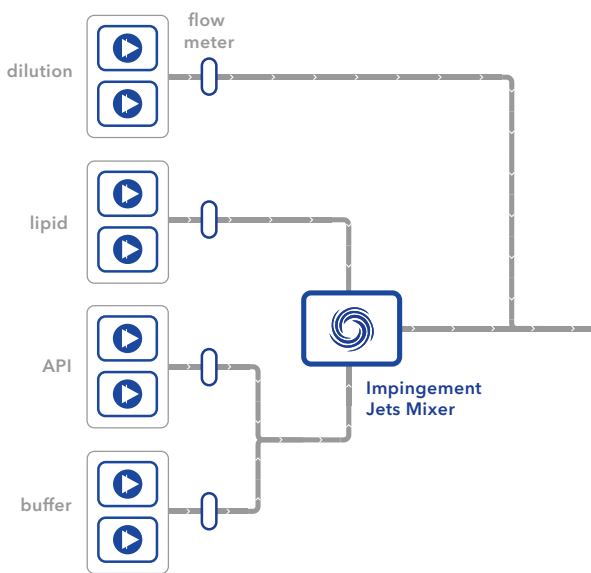 flow
meter
dilution
lipid
API
Impingement
Jets Mixer
buffer